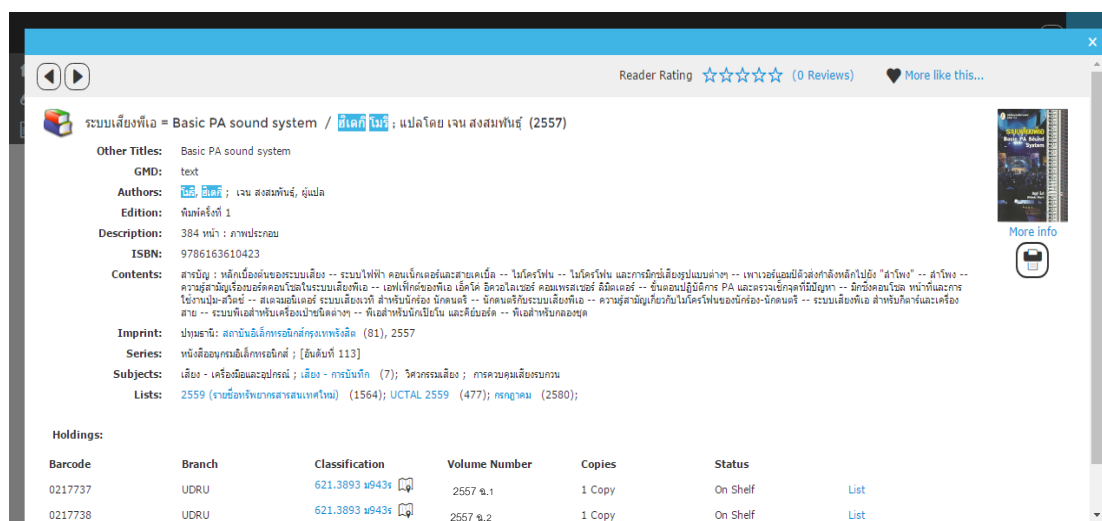 x
Reader Rating ☆☆☆☆☆ (0 Reviews) More like this...
ระบบเสียงพีเอ = Basic PA sound system / ฮิเดกิ โมริ ; แปลโดย เจน สงสมพันธุ์ (2557)
Other Titles: Basic PA sound system
GMD: text
Authors: โมริ, ฮิเดกิ ; เจน สงสมพันธุ์, ผู้แปล
Edition: พิมพ์ครั้งที่ 1
Description: 384 หน้า : ภาพประกอบ
ISBN: 9786163610423
Contents: สารบัญ : หลักเบื้องต้นของระบบเสียง -- ระบบไฟฟ้า คอนเน็กเตอร์และสายเคเบิ้ล -- ไมโครโฟน -- ไมโครโฟน และการมิกซ์เสียงรูปแบบต่างๆ -- เพาเวอร์แอมป์ตัวส่งกำลังหลักไปยัง "ลำโพง" -- ลำโพง --
ความรู้สามัญเรื่องบอร์ดคอนโซลในระบบเสียงพีเอ -- เอฟเฟ็กต์ของพีเอ เอ็คโค่ อีควอไลเซอร์ คอมเพรสเซอร์ ลิมิตเตอร์ -- ขั้นตอนปฏิบัติการ PA และตรวจเช็กจุดที่มีปัญหา -- มิกซิ่งคอนโซล หน้าที่และการ
ใช้งานปุ่ม-สวิตช์ -- สเตจมอนิเตอร์ ระบบเสียงเวที สำหรับนักร้อง นักดนตรี -- นักดนตรีกับระบบเสียงพีเอ -- ความรู้สามัญเกี่ยวกับไมโครโฟนของนักร้อง-นักดนตรี -- ระบบเสียงพีเอ สำหรับกีตาร์และเครื่อง
สาย -- ระบบพีเอสำหรับเครื่องเป่าชนิดต่างๆ -- พีเอสำหรับนักเปียโน และคีย์บอร์ด -- พีเอสำหรับกลองชุด
Imprint: ปทุมธานี: สถาบันอิเล็กทรอนิกส์กรุงเทพรังสิต (81), 2557
Series: หนังสืออนุกรมอิเล็กทรอนิกส์ ; [อันดับที่ 113]
Subjects: เสียง - เครื่องมือและอุปกรณ์ ; เสียง - การบันทึก (7); วิศวกรรมเสียง ; การควบคุมเสียงรบกวน
Lists: 2559 (รายชื่อทรัพยากรสารสนเทศใหม่) (1564); UCTAL 2559 (477); กรกฎาคม (2580);
ระบบเสียงพีเอ
Basic PA Sound
System
More info
Holdings:
Barcode Branch Classification Volume Number Copies Status
0217737 UDRU 621.3893 ม943ร 2557 ฉ.1 1 Copy On Shelf List
0217738 UDRU 621.3893 ม943ร 2557 ฉ.2 1 Copy On Shelf List